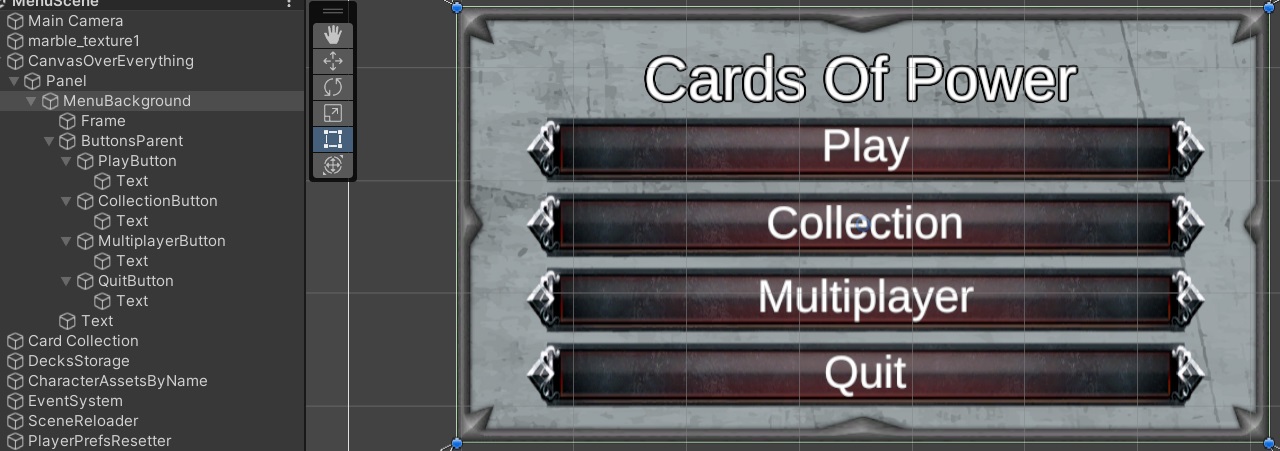 MenuScene
Main Camera
marble_texture1
CanvasOverEverything
Panel
MenuBackground
Frame
ButtonsParent
PlayButton
Text
CollectionButton
Text
MultiplayerButton
Text
QuitButton
Text
Text
Card Collection
DecksStorage
CharacterAssetsByName
EventSystem
SceneReloader
PlayerPrefsResetter
Cards Of Power
Play
Collection
Multiplayer
Quit